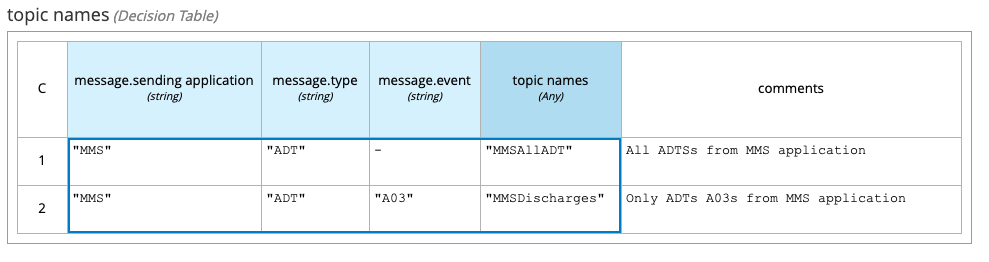 topic names (Decision Table)
C message.sending application message.type message.event topic names comments
(string) (string) (string) (Any)
1 "MMS" "ADT" - "MMSAllADT" All ADTSs from MMS application
2 "MMS" "ADT" "A03" "MMSDischarges" Only ADTs A03s from MMS application